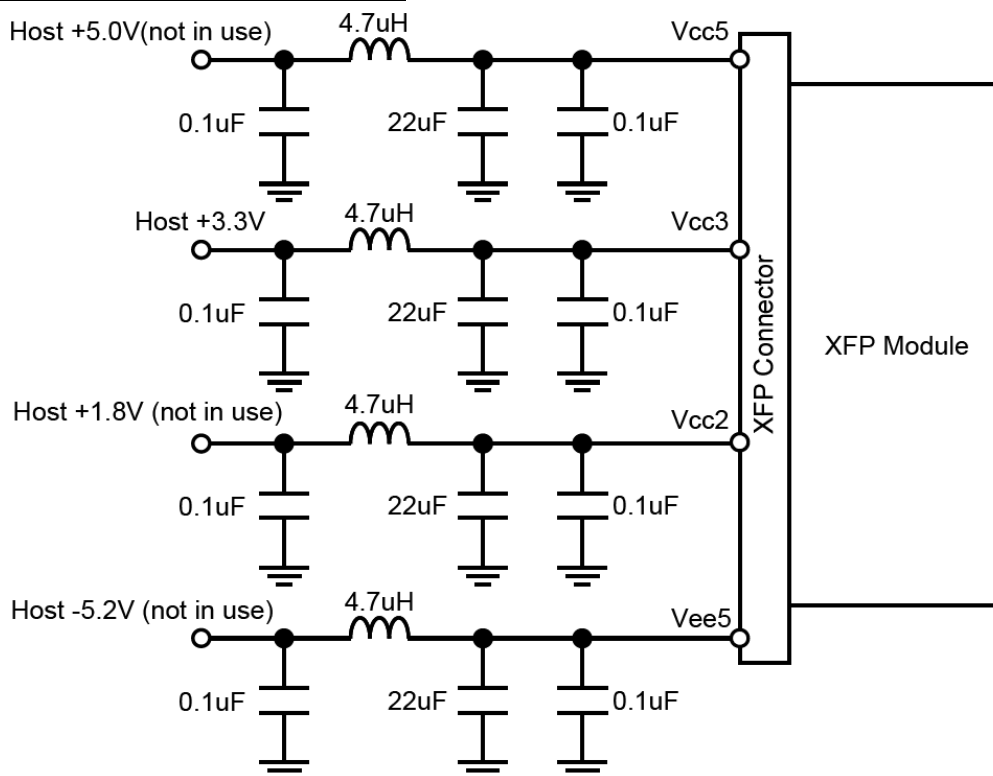 Host +5.0V(not in use)
4.7uH
Vcc5
0.1uF
22uF
0.1uF
Host +3.3V
4.7uH
Vcc3
0.1uF
22uF
0.1uF
XFP Connector
XFP Module
Host +1.8V (not in use)
4.7uH
Vcc2
0.1uF
22uF
0.1uF
Host -5.2V (not in use)
4.7uH
Vee5
0.1uF
22uF
0.1uF